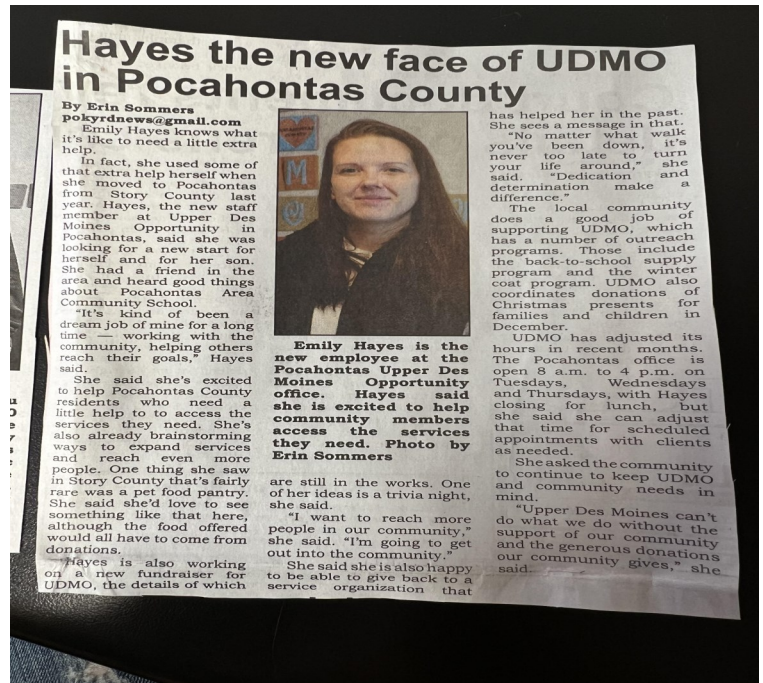 Hayes the new face of UDMO
in Pocahontas County
By Erin Sommers
pokyrdnews@gmail.com
Emily Hayes knows what
it's like to need a little extra
help.
In fact, she used some of
that extra help herself when
she moved to Pocahontas
from Story County last
year. Hayes, the new staff
member at Upper Des
Moines Opportunity in
Pocahontas, said she was
looking for a new start for
herself and for her son.
She had a friend in the
area and heard good things
about Pocahontas Area
Community School.
"It's kind of been a
dream job of mine for a long
time — working with the
community, helping others
reach their goals," Hayes
said.
She said she's excited
to help Pocahontas County
residents who need a
little help to to access the
services they need. She's
also already brainstorming
ways to expand services
and reach even more
people. One thing she saw
in Story County that's fairly
rare was a pet food pantry.
She said she'd love to see
something like that here,
although the food offered
would all have to come from
donations.
Hayes is also working
on a new fundraiser for
UDMO, the details of which
Emily Hayes is the
new employee at the
Pocahontas Upper Des
Moines Opportunity
office. Hayes said
she is excited to help
community members
access the services
they need. Photo by
Erin Sommers
are still in the works. One
of her ideas is a trivia night,
she said.
"I want to reach more
people in our community,"
she said. "I'm going to get
out into the community."
She said she is also happy
to be able to give back to a
service organization that
has helped her in the past.
She sees a message in that.
"No matter what walk
you've been down, it's
never too late to turn
your life around," she
said. "Dedication and
determination make a
difference."
The local community
does a good job of
supporting UDMO, which
has a number of outreach
programs. Those include
the back-to-school supply
program and the winter
coat program. UDMO also
coordinates donations of
Christmas presents for
families and children in
December.
UDMO has adjusted its
hours in recent months.
The Pocahontas office is
open 8 a.m. to 4 p.m. on
Tuesdays, Wednesdays
and Thursdays, with Hayes
closing for lunch, but
she said she can adjust
that time for scheduled
appointments with clients
as needed.
She asked the community
to continue to keep UDMO
and community needs in
mind.
"Upper Des Moines can't
do what we do without the
support of our community
and the generous donations
our community gives," she
said.